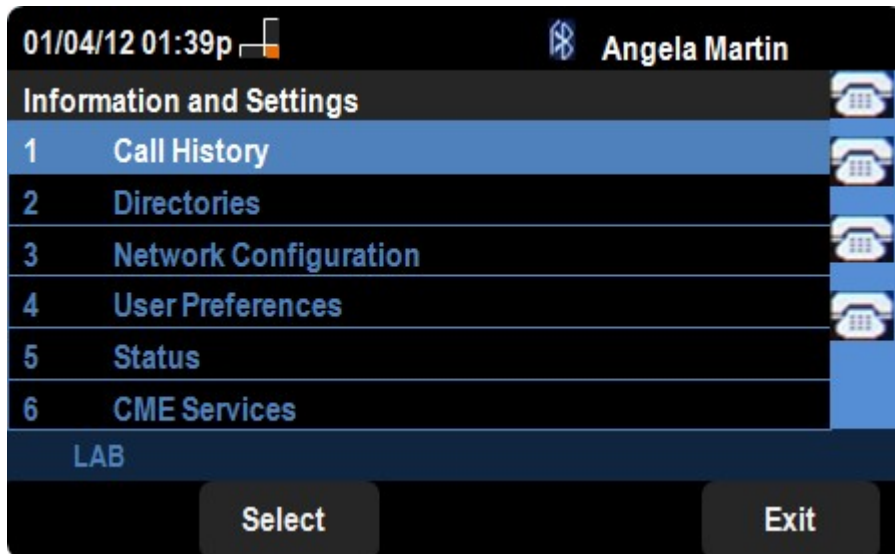 01/04/12 01:39p Angela Martin
Information and Settings
1 Call History
2 Directories
3 Network Configuration
4 User Preferences
5 Status
6 CME Services
LAB
Select Exit